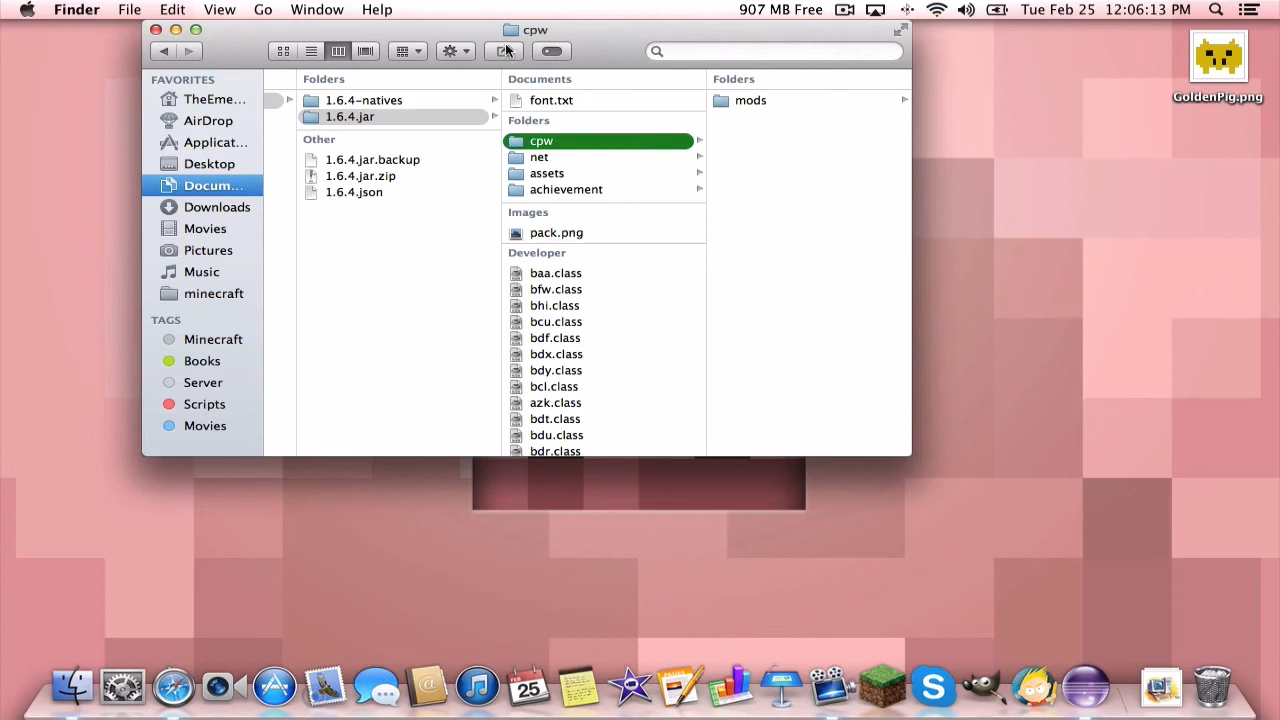 Finder File Edit View Go Window Help 907 MB Free Tue Feb 25 12:06:13 PM
cpw
FAVORITES
TheEme...
AirDrop
Applicat...
Desktop
Docum...
Downloads
Movies
Pictures
Music
minecraft
TAGS
Minecraft
Books
Server
Scripts
Movies
Folders
1.6.4-natives
1.6.4.jar
Other
1.6.4.jar.backup
1.6.4.jar.zip
1.6.4.json
Documents
font.txt
Folders
cpw
net
assets
achievement
Images
pack.png
Developer
baa.class
bfw.class
bhi.class
bcu.class
bdf.class
bdx.class
bdy.class
bcl.class
azk.class
bdt.class
bdu.class
bdr.class
Folders
mods
GoldenPig.png
FEB
25